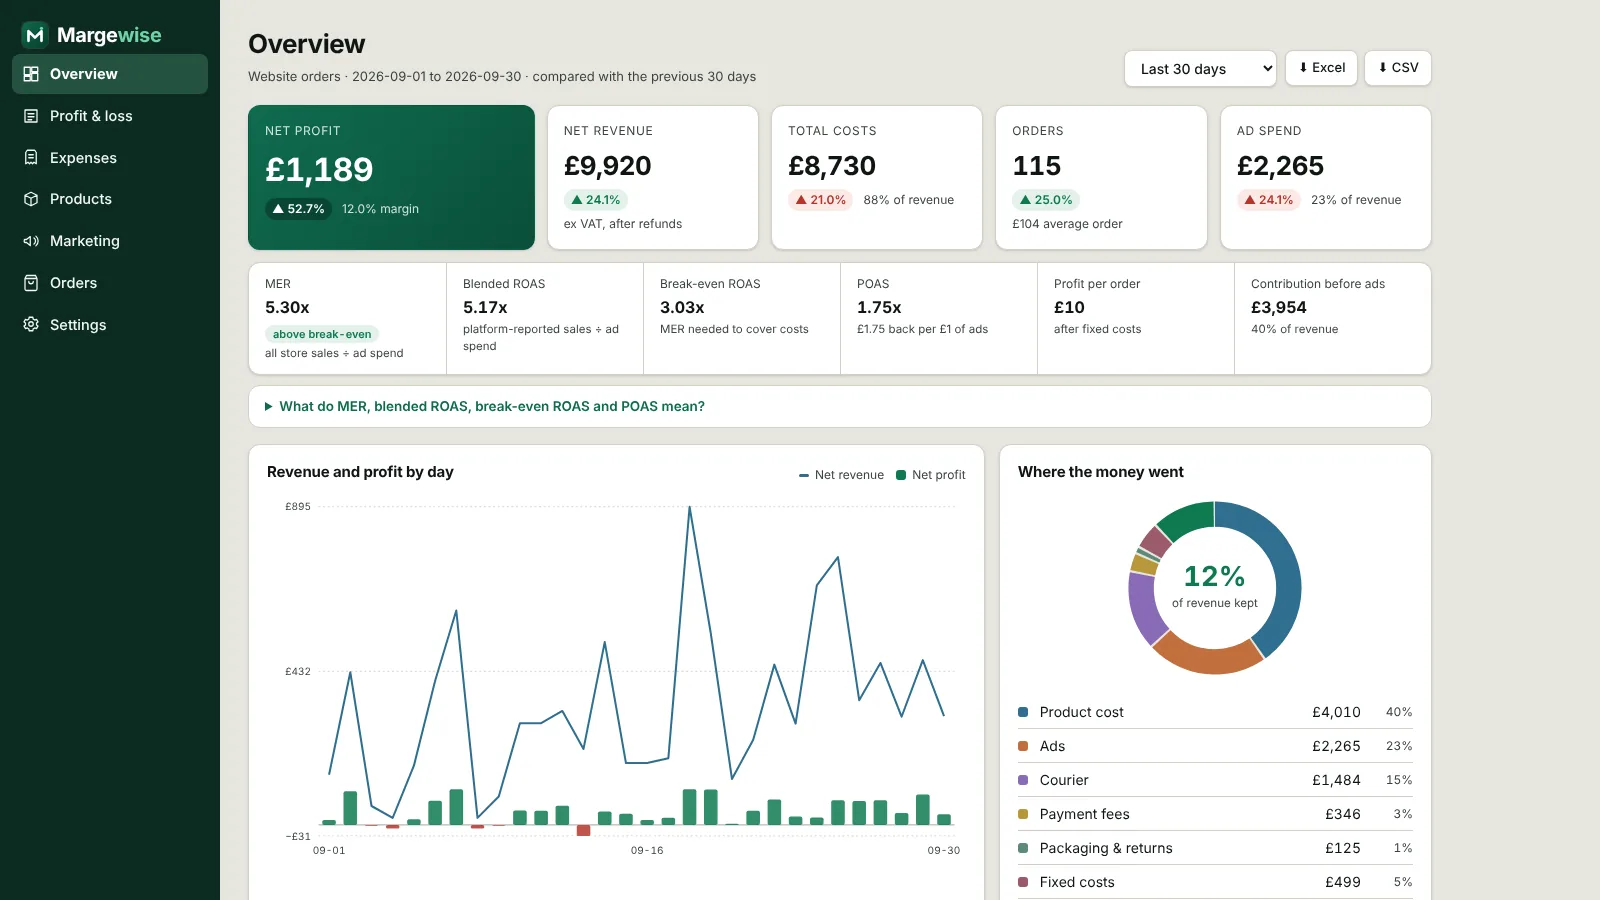 Margewise
Overview
Profit & loss
Expenses
Products
Marketing
Orders
Settings
Overview
Website orders · 2026-09-01 to 2026-09-30 · compared with the previous 30 days
Last 30 days
⬇ Excel
⬇ CSV
NET PROFIT
£1,189
▲ 52.7% 12.0% margin
NET REVENUE
£9,920
▲ 24.1%
ex VAT, after refunds
TOTAL COSTS
£8,730
▲ 21.0% 88% of revenue
ORDERS
115
▲ 25.0%
£104 average order
AD SPEND
£2,265
▲ 24.1% 23% of revenue
MER
5.30x
above break-even
all store sales ÷ ad spend
Blended ROAS
5.17x
platform-reported sales ÷ ad
spend
Break-even ROAS
3.03x
MER needed to cover costs
POAS
1.75x
£1.75 back per £1 of ads
Profit per order
£10
after fixed costs
Contribution before ads
£3,954
40% of revenue
▶ What do MER, blended ROAS, break-even ROAS and POAS mean?
Revenue and profit by day
Net revenue Net profit
£895
£432
−£31
09-01 09-16 09-30
Where the money went
12%
of revenue kept
Product cost £4,010 40%
Ads £2,265 23%
Courier £1,484 15%
Payment fees £346 3%
Packaging & returns £125 1%
Fixed costs £499 5%